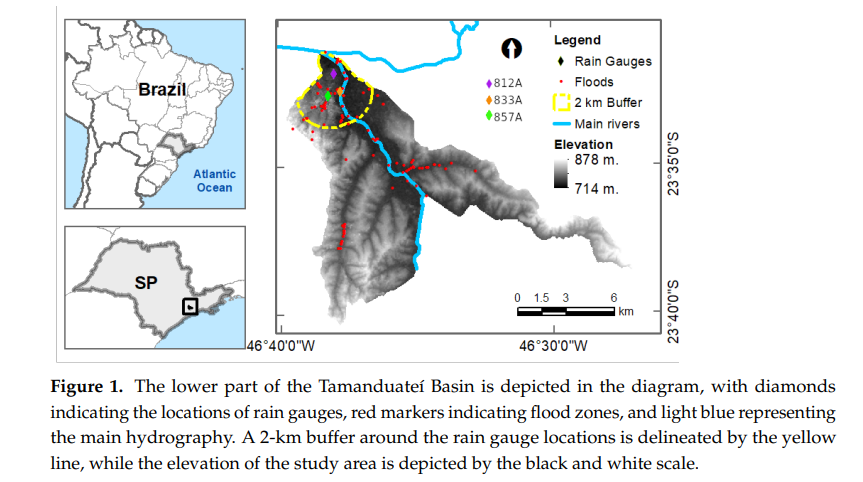 Brazil
Atlantic
Ocean
SP
Legend
Rain Gauges
Floods
2 km Buffer
Main rivers
Elevation
878 m.
714 m.
812A
833A
857A
0 1.5 3 6
km
23°35'0"S
23°40'0"S
46°40'0"W
46°30'0"W
Figure 1. The lower part of the Tamanduateí Basin is depicted in the diagram, with diamonds
indicating the locations of rain gauges, red markers indicating flood zones, and light blue representing
the main hydrography. A 2-km buffer around the rain gauge locations is delineated by the yellow
line, while the elevation of the study area is depicted by the black and white scale.